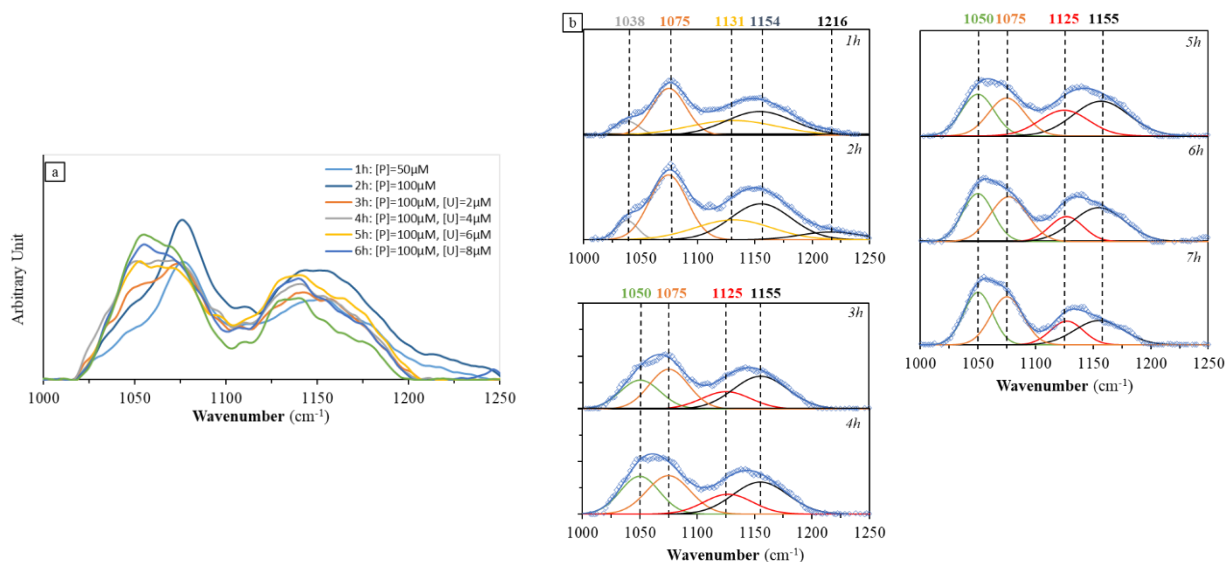 a
1h: [P]=50µM
2h: [P]=100µM
3h: [P]=100µM, [U]=2µM
4h: [P]=100µM, [U]=4µM
5h: [P]=100µM, [U]=6µM
6h: [P]=100µM, [U]=8µM
Arbitrary Unit
1000 1050 1100 1150 1200 1250
Wavenumber (cm-1)
b
1038 1075 1131 1154 1216
1h
2h
1000 1050 1100 1150 1200 1250
1050 1075 1125 1155
3h
4h
1000 1050 1100 1150 1200 1250
Wavenumber (cm-1)
1050 1075 1125 1155
5h
6h
7h
1000 1050 1100 1150 1200 1250
Wavenumber (cm-1)